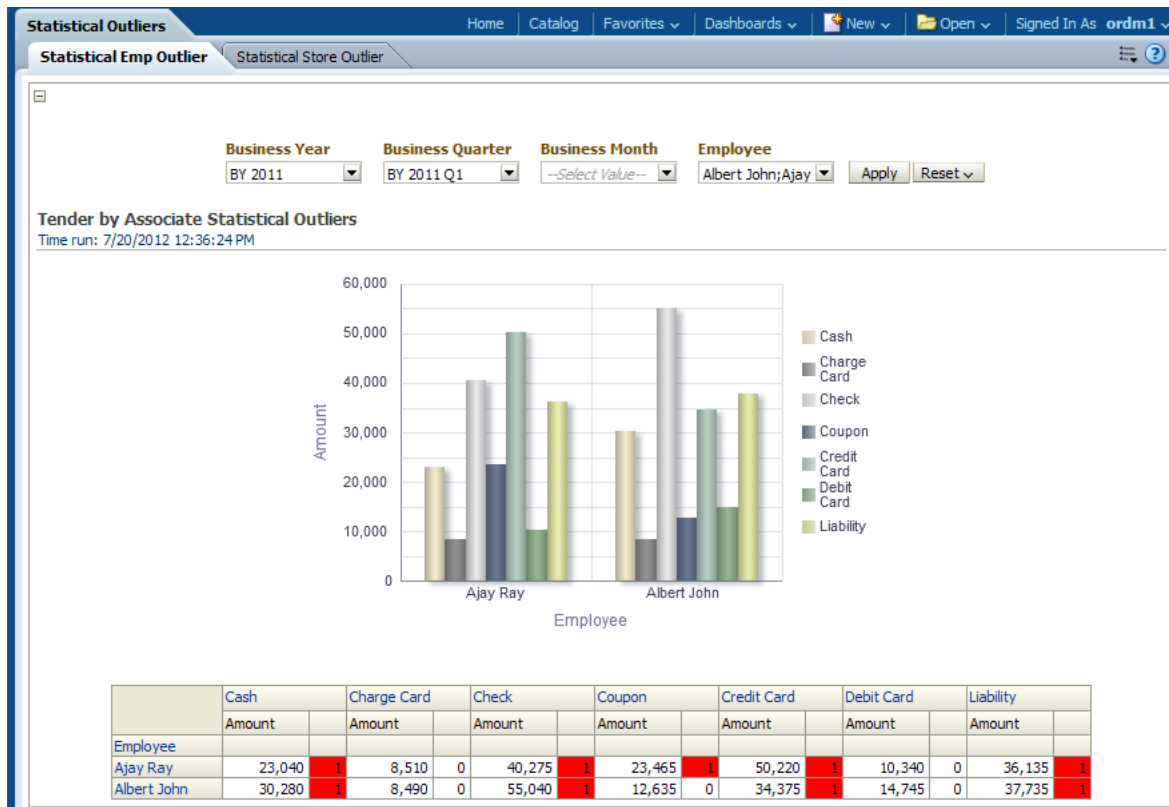 Statistical Outliers Home Catalog Favorites Dashboards New Open Signed In As ordm1
Statistical Emp Outlier Statistical Store Outlier
Business Year Business Quarter Business Month Employee
BY 2011 BY 2011 Q1 --Select Value-- Albert John;Ajay Apply Reset
Tender by Associate Statistical Outliers
Time run: 7/20/2012 12:36:24 PM
60,000
50,000
40,000
30,000
20,000
10,000
0
Amount
Ajay Ray Albert John
Employee
Cash
Charge
Card
Check
Coupon
Credit
Card
Debit
Card
Liability
Cash Charge Card Check Coupon Credit Card Debit Card Liability
Amount Amount Amount Amount Amount Amount Amount
Employee
Ajay Ray 23,040 1 8,510 0 40,275 1 23,465 1 50,220 1 10,340 0 36,135 1
Albert John 30,280 1 8,490 0 55,040 1 12,635 0 34,375 1 14,745 0 37,735 1